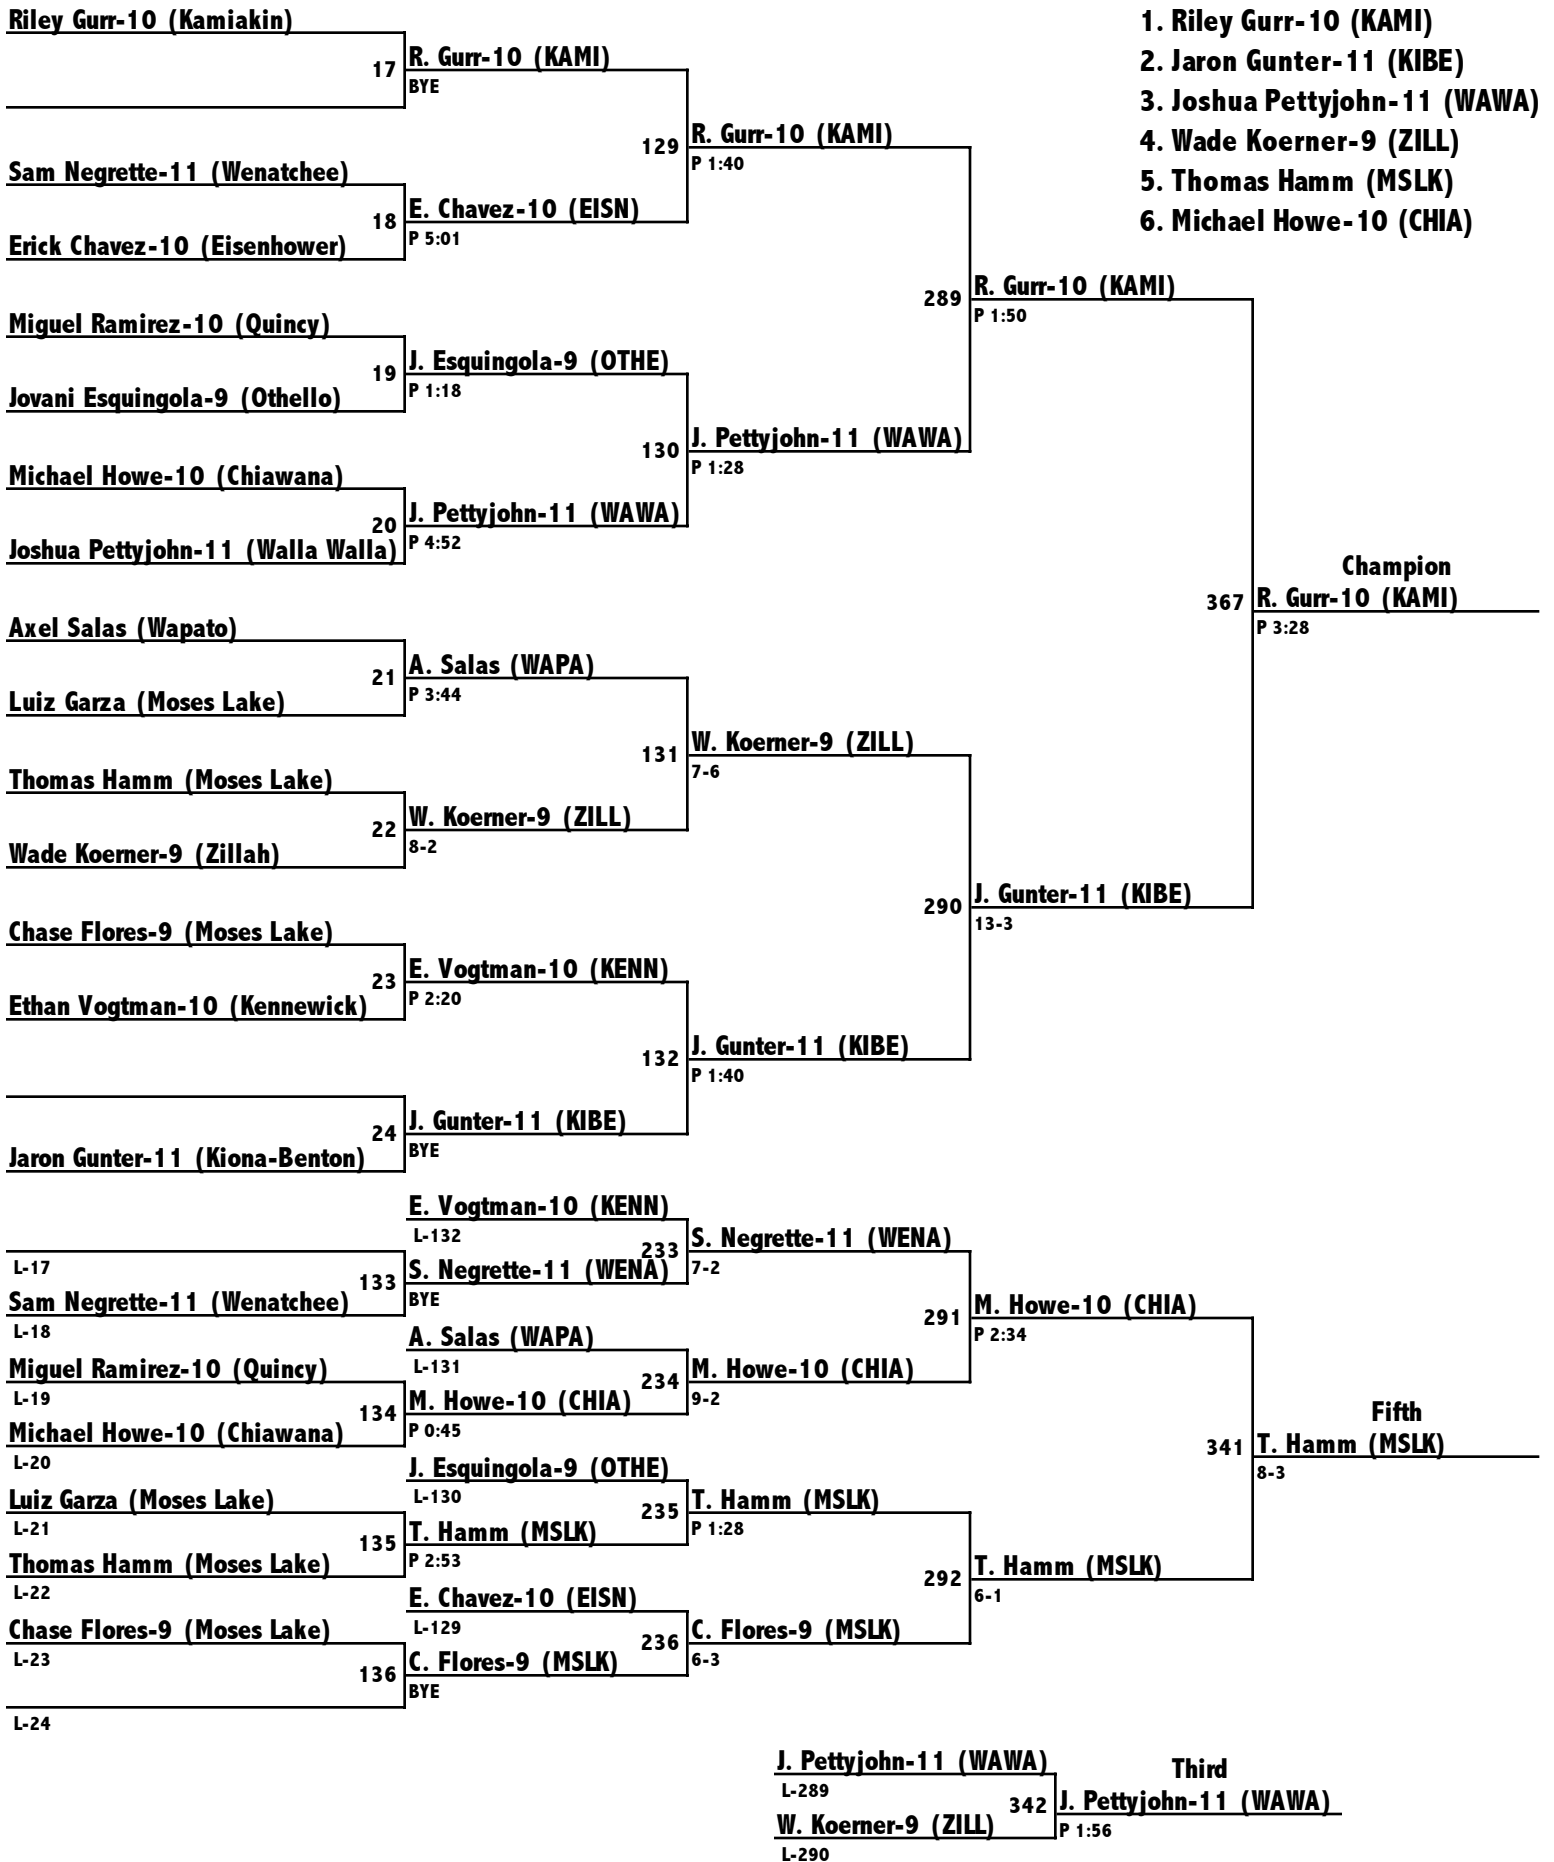 Riley Gurr-10 (Kamiakin)
17
R. Gurr-10 (KAMI)
BYE
Sam Negrette-11 (Wenatchee)
18
Erick Chavez-10 (Eisenhower)
E. Chavez-10 (EISN)
P 5:01
129
R. Gurr-10 (KAMI)
P 1:40
Miguel Ramirez-10 (Quincy)
19
Jovani Esquingola-9 (Othello)
J. Esquingola-9 (OTHE)
P 1:18
Michael Howe-10 (Chiawana)
20
Joshua Pettyjohn-11 (Walla Walla)
J. Pettyjohn-11 (WAWA)
P 4:52
130
J. Pettyjohn-11 (WAWA)
P 1:28
289
R. Gurr-10 (KAMI)
P 1:50
Axel Salas (Wapato)
21
Luiz Garza (Moses Lake)
A. Salas (WAPA)
P 3:44
Thomas Hamm (Moses Lake)
22
Wade Koerner-9 (Zillah)
W. Koerner-9 (ZILL)
8-2
131
W. Koerner-9 (ZILL)
7-6
Chase Flores-9 (Moses Lake)
23
Ethan Vogtman-10 (Kennewick)
E. Vogtman-10 (KENN)
P 2:20
24
Jaron Gunter-11 (Kiona-Benton)
J. Gunter-11 (KIBE)
BYE
132
J. Gunter-11 (KIBE)
P 1:40
290
J. Gunter-11 (KIBE)
13-3
367
Champion
R. Gurr-10 (KAMI)
P 3:28
1. Riley Gurr-10 (KAMI)
2. Jaron Gunter-11 (KIBE)
3. Joshua Pettyjohn-11 (WAWA)
4. Wade Koerner-9 (ZILL)
5. Thomas Hamm (MSLK)
6. Michael Howe-10 (CHIA)
L-17
133
Sam Negrette-11 (Wenatchee)
L-18
E. Vogtman-10 (KENN)
L-132
233
S. Negrette-11 (WENA)
BYE
S. Negrette-11 (WENA)
7-2
Miguel Ramirez-10 (Quincy)
L-19
134
Michael Howe-10 (Chiawana)
L-20
A. Salas (WAPA)
L-131
234
M. Howe-10 (CHIA)
P 0:45
M. Howe-10 (CHIA)
9-2
291
M. Howe-10 (CHIA)
P 2:34
Luiz Garza (Moses Lake)
L-21
135
Thomas Hamm (Moses Lake)
L-22
J. Esquingola-9 (OTHE)
L-130
235
T. Hamm (MSLK)
P 2:53
T. Hamm (MSLK)
P 1:28
Chase Flores-9 (Moses Lake)
L-23
136
L-24
E. Chavez-10 (EISN)
L-129
236
C. Flores-9 (MSLK)
BYE
C. Flores-9 (MSLK)
6-3
292
T. Hamm (MSLK)
6-1
341
Fifth
T. Hamm (MSLK)
8-3
J. Pettyjohn-11 (WAWA)
L-289
342
W. Koerner-9 (ZILL)
L-290
Third
J. Pettyjohn-11 (WAWA)
P 1:56